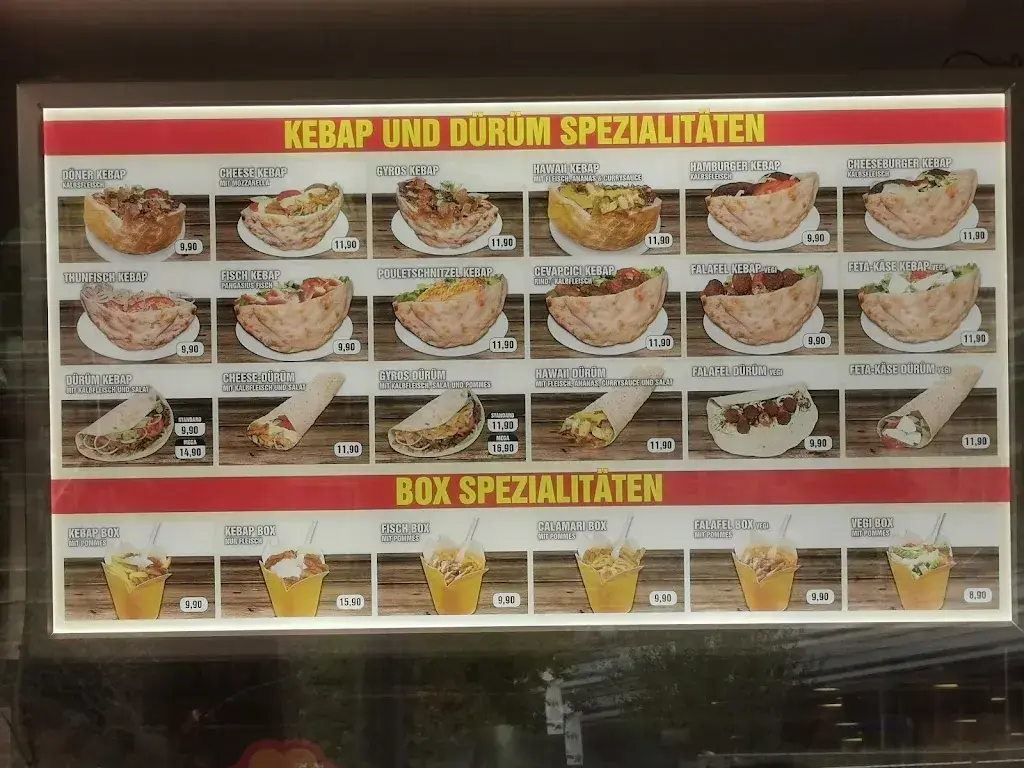 KEBAP UND DÜRÜM SPEZIALITÄTEN
DÖNER KEBAP
KALBSFLEISCH
9,90
CHEESE KEBAP
MIT MOZZARELLA
11,90
GYROS KEBAP
11,90
HAWAII KEBAP
MIT FLEISCH, ANANAS & CURRYSAUCE
11,90
HAMBURGER KEBAP
KALBSFLEISCH
9,90
CHEESEBURGER KEBAP
KALBSFLEISCH
11,90
THUNFISCH KEBAP
9,90
FISCH KEBAP
PANGASIUS FISCH
9,90
POULETSCHNITZEL KEBAP
11,90
CEVAPCICI KEBAP
RIND-, KALBFLEISCH
11,90
FALAFEL KEBAP VEGI
9,90
FETA-KÄSE KEBAP VEGI
11,90
DÜRÜM KEBAP
MIT KALBFLEISCH UND SALAT
STANDARD
9,90
MEGA
14,90
CHEESE-DÜRÜM
MIT KALBFLEISCH UND SALAT
11,90
GYROS DÜRÜM
MIT KALBFLEISCH, SALAT UND POMMES
STANDARD
11,90
MEGA
16,90
HAWAII DÜRÜM
MIT FLEISCH, ANANAS, CURRYSAUCE UND SALAT
11,90
FALAFEL DÜRÜM VEGI
9,90
FETA-KÄSE DÜRÜM VEGI
11,90
BOX SPEZIALITÄTEN
KEBAP BOX
MIT POMMES
9,90
KEBAP BOX
NUR FLEISCH
15,90
FISCH BOX
MIT POMMES
9,90
CALAMARI BOX
MIT POMMES
9,90
FALAFEL BOX VEGI
MIT POMMES
9,90
VEGI BOX
MIT POMMES
8,90